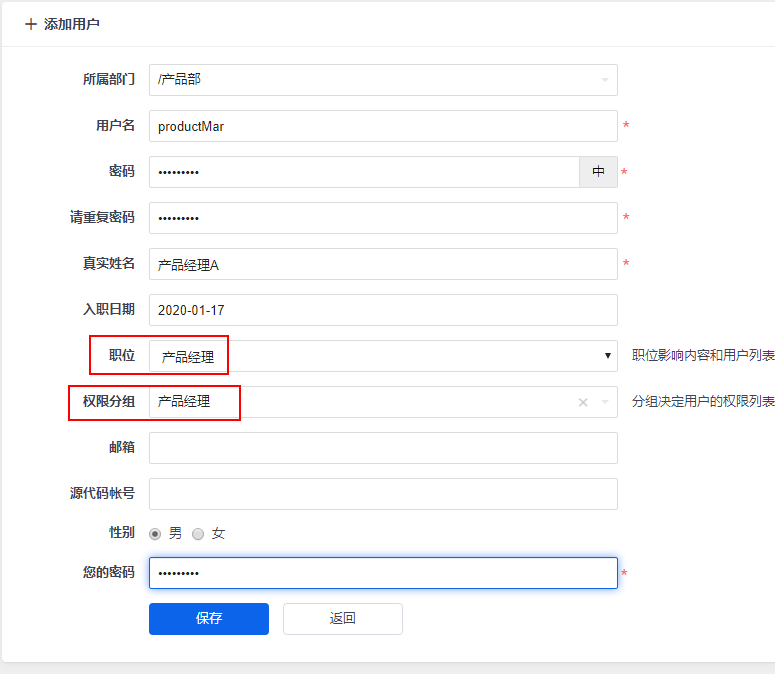 添加用户
所属部门 /产品部
用户名 productMar *
密码 ••••••••• 中 *
请重复密码 ••••••••• *
真实姓名 产品经理A *
入职日期 2020-01-17
职位 产品经理 职位影响内容和用户列表
权限分组 产品经理 分组决定用户的权限列表
邮箱
源代码帐号
性别 男 女
您的密码 ••••••••• *
保存 返回